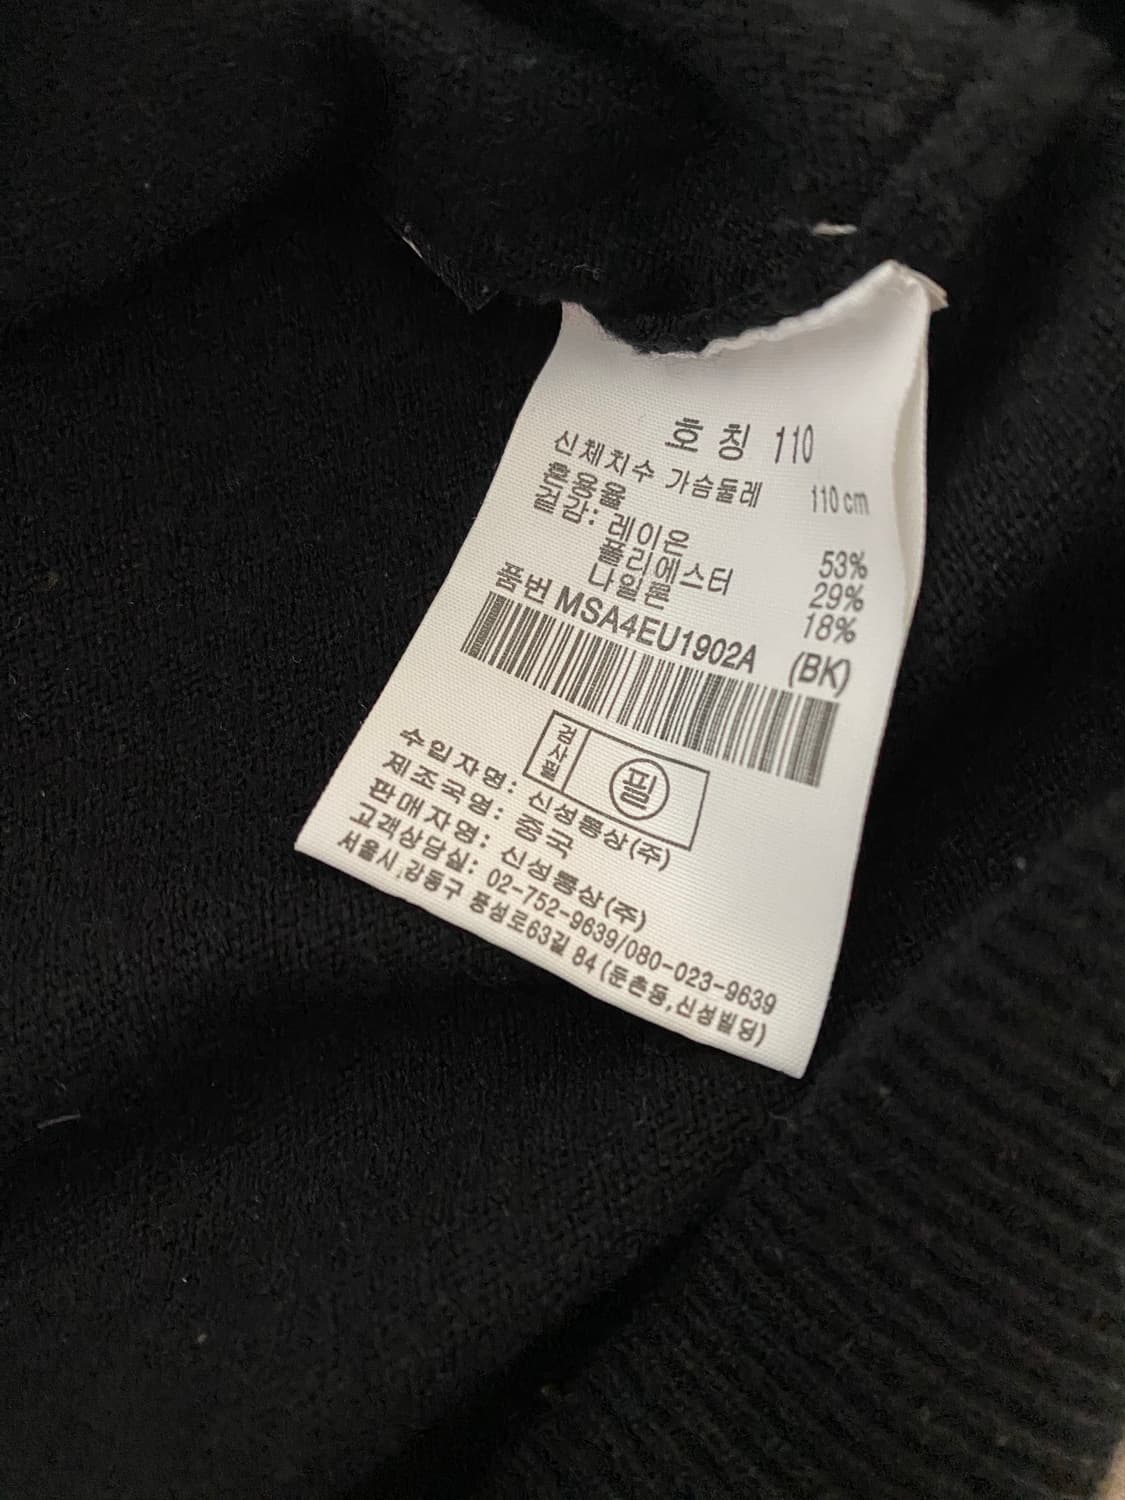 호 칭 110
신체치수 가슴둘레 110cm
혼용율
겉감: 레이온 53%
폴리에스터 29%
나일론 18%
품번 MSA4EU1902A (BK)
검사필 필
수입자명: 신성통상(주)
제조국명: 중국
판매자명: 신성통상(주)
고객상담실: 02-752-9639/080-023-9639
서울시 강동구 풍성로63길 84 (둔촌동,신성빌딩)